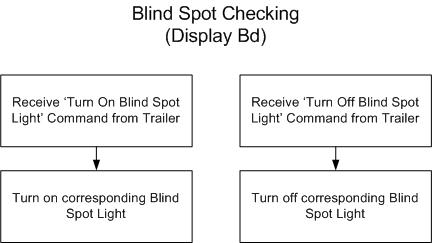 Blind Spot Checking
(Display Bd)
Receive ‘Turn On Blind Spot
Light’ Command from Trailer
Receive ‘Turn Off Blind Spot
Light’ Command from Trailer
Turn on corresponding Blind
Spot Light
Turn off corresponding Blind
Spot Light